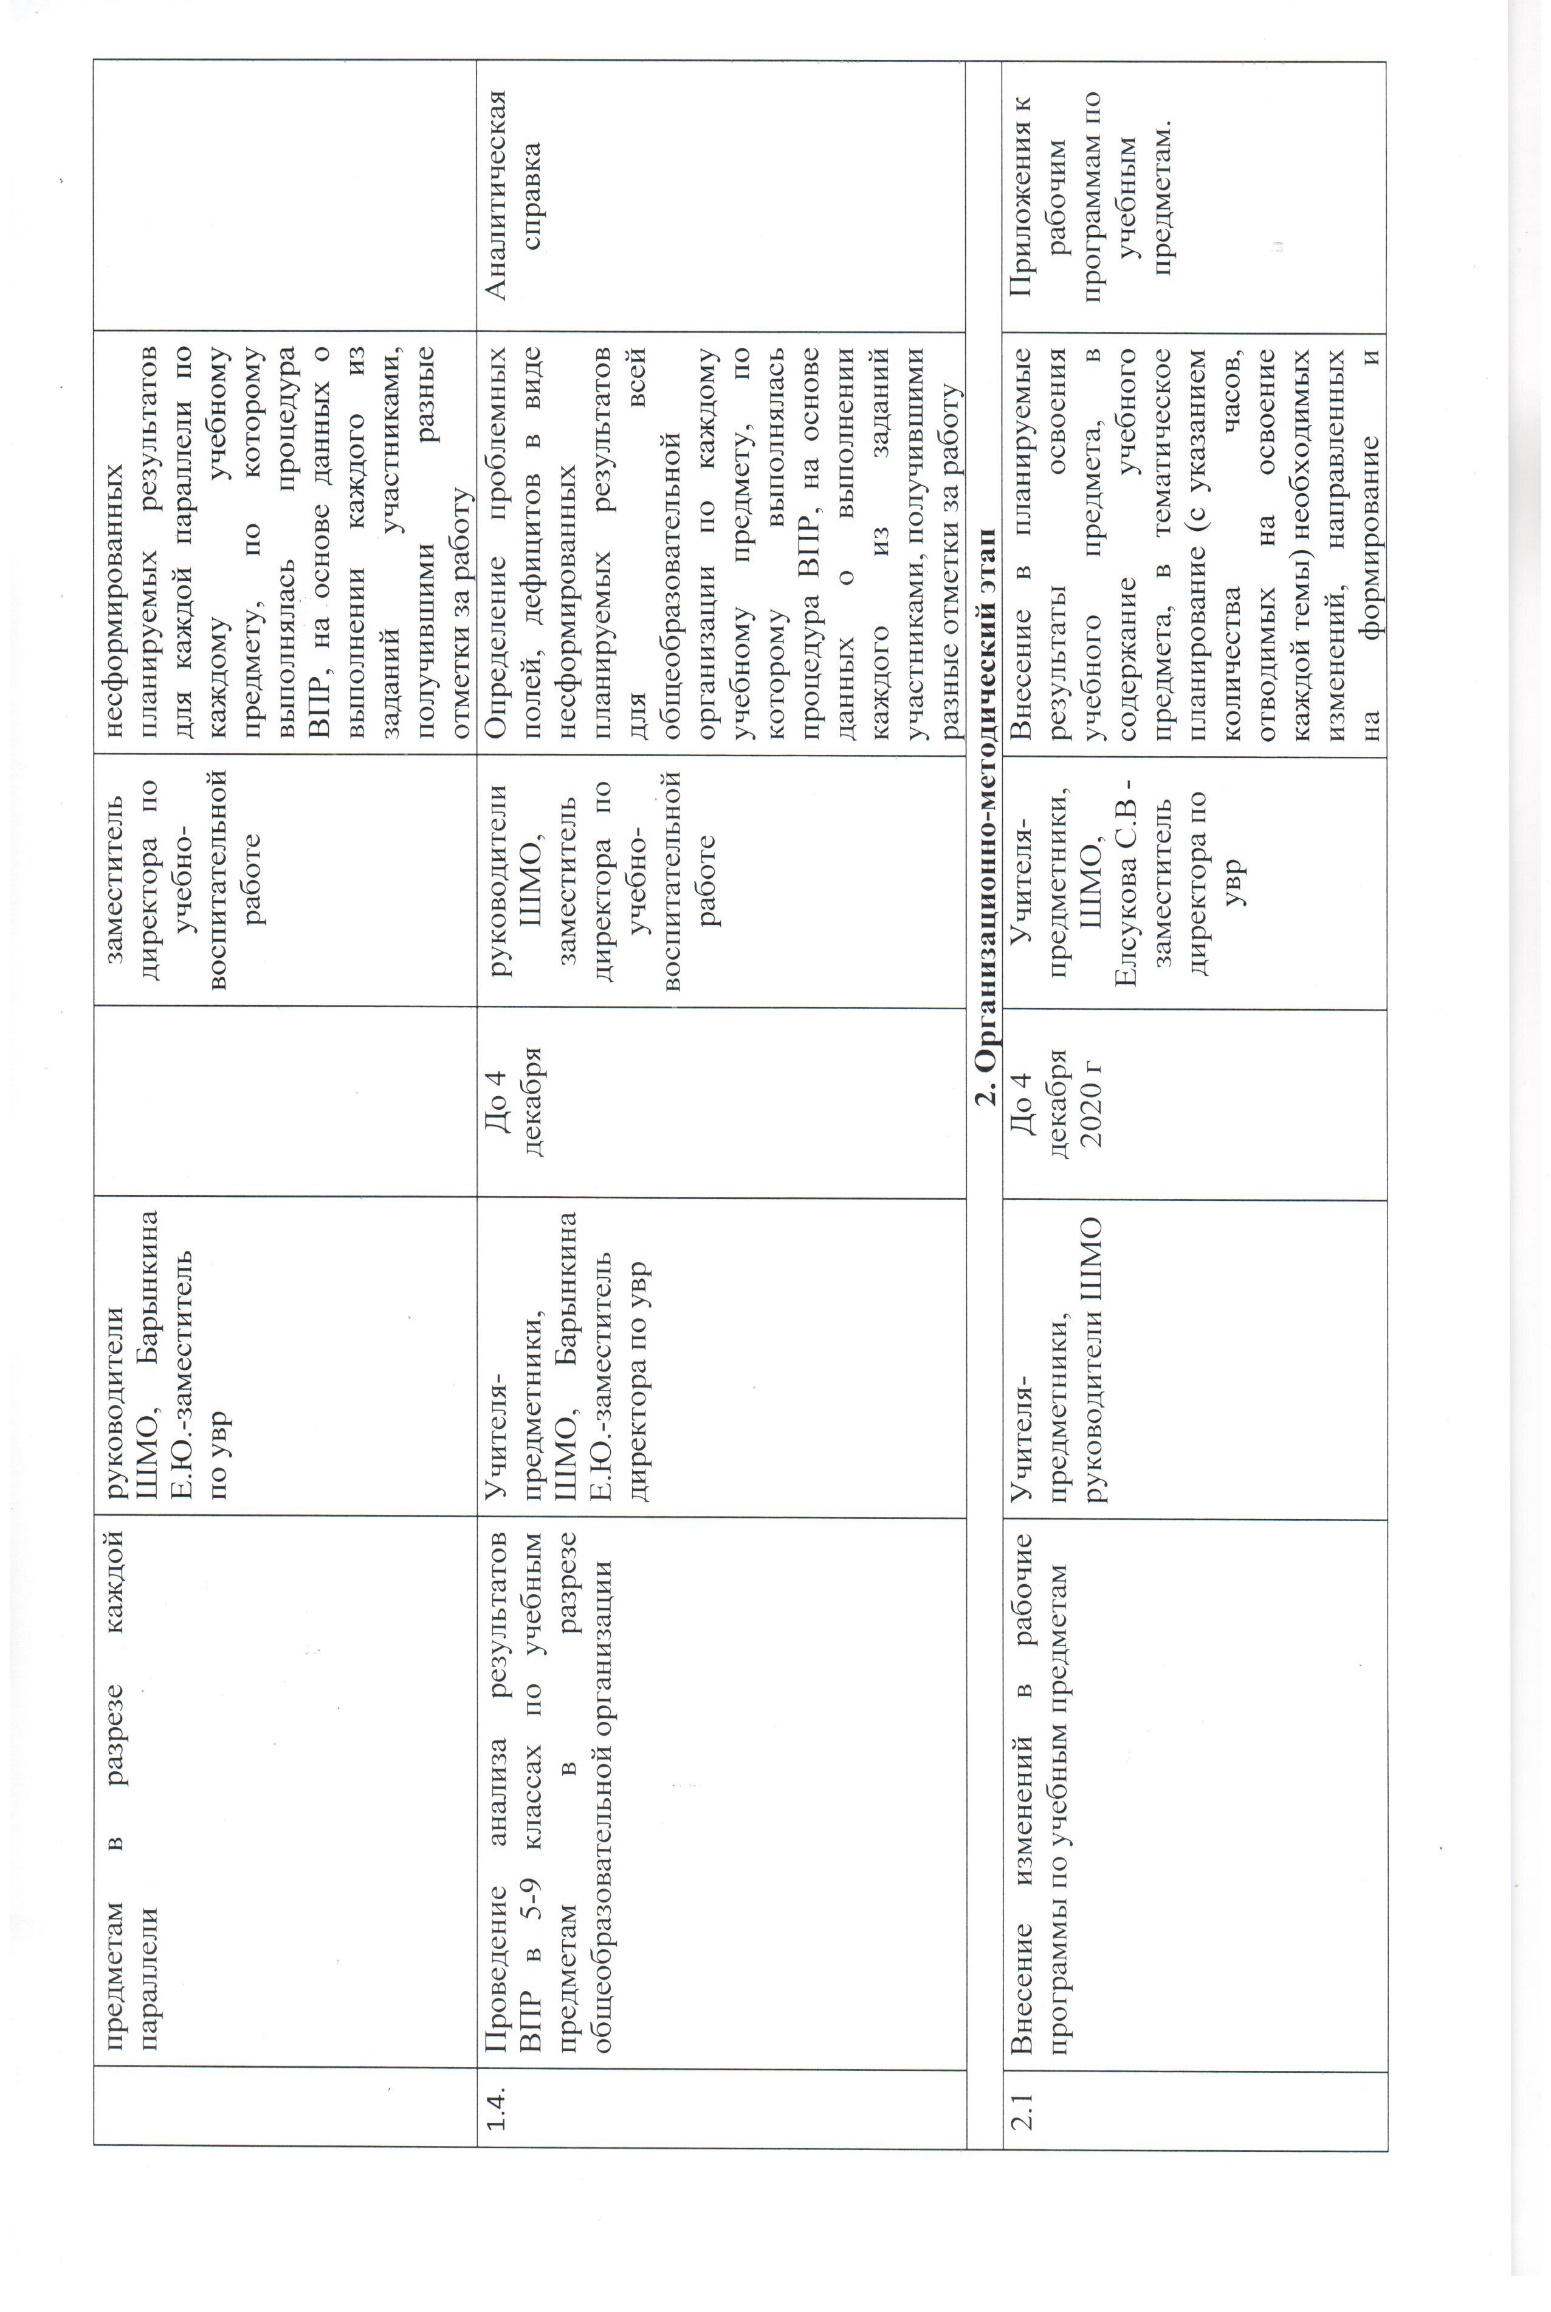 предметам в разрезе каждой
параллели
руководители
ШМО, Барынкина
Е.Ю.-заместитель
по увр
заместитель
директора по
учебно-
воспитательной
работе
несформированных
планируемых результатов
для каждой параллели по
каждому учебному
предмету, по которому
выполнялась процедура
ВПР, на основе данных о
выполнении каждого из
заданий участниками,
получившими разные
отметки за работу
1.4.
Проведение анализа результатов
ВПР в 5-9 классах по учебным
предметам в разрезе
общеобразовательной организации
Учителя-
предметники,
ШМО, Барынкина
Е.Ю.-заместитель
директора по увр
До 4
декабря
руководители
ШМО,
заместитель
директора по
учебно-
воспитательной
работе
Определение проблемных
полей, дефицитов в виде
несформированных
планируемых результатов
для всей
общеобразовательной
организации по каждому
учебному предмету, по
которому выполнялась
процедура ВПР, на основе
данных о выполнении
каждого из заданий
участниками, получившими
разные отметки за работу
Аналитическая
справка
2. Организационно-методический этап
2.1
Внесение изменений в рабочие
программы по учебным предметам
Учителя-
предметники,
руководители ШМО
До 4
декабря
2020 г
Учителя-
предметники,
ШМО,
Елсукова С.В -
заместитель
директора по
увр
Внесение в планируемые
результаты освоения
учебного предмета, в
содержание учебного
предмета, в тематическое
планирование (с указанием
количества часов,
отводимых на освоение
каждой темы) необходимых
изменений, направленных
на формирование и
Приложения к
рабочим
программам по
учебным
предметам.